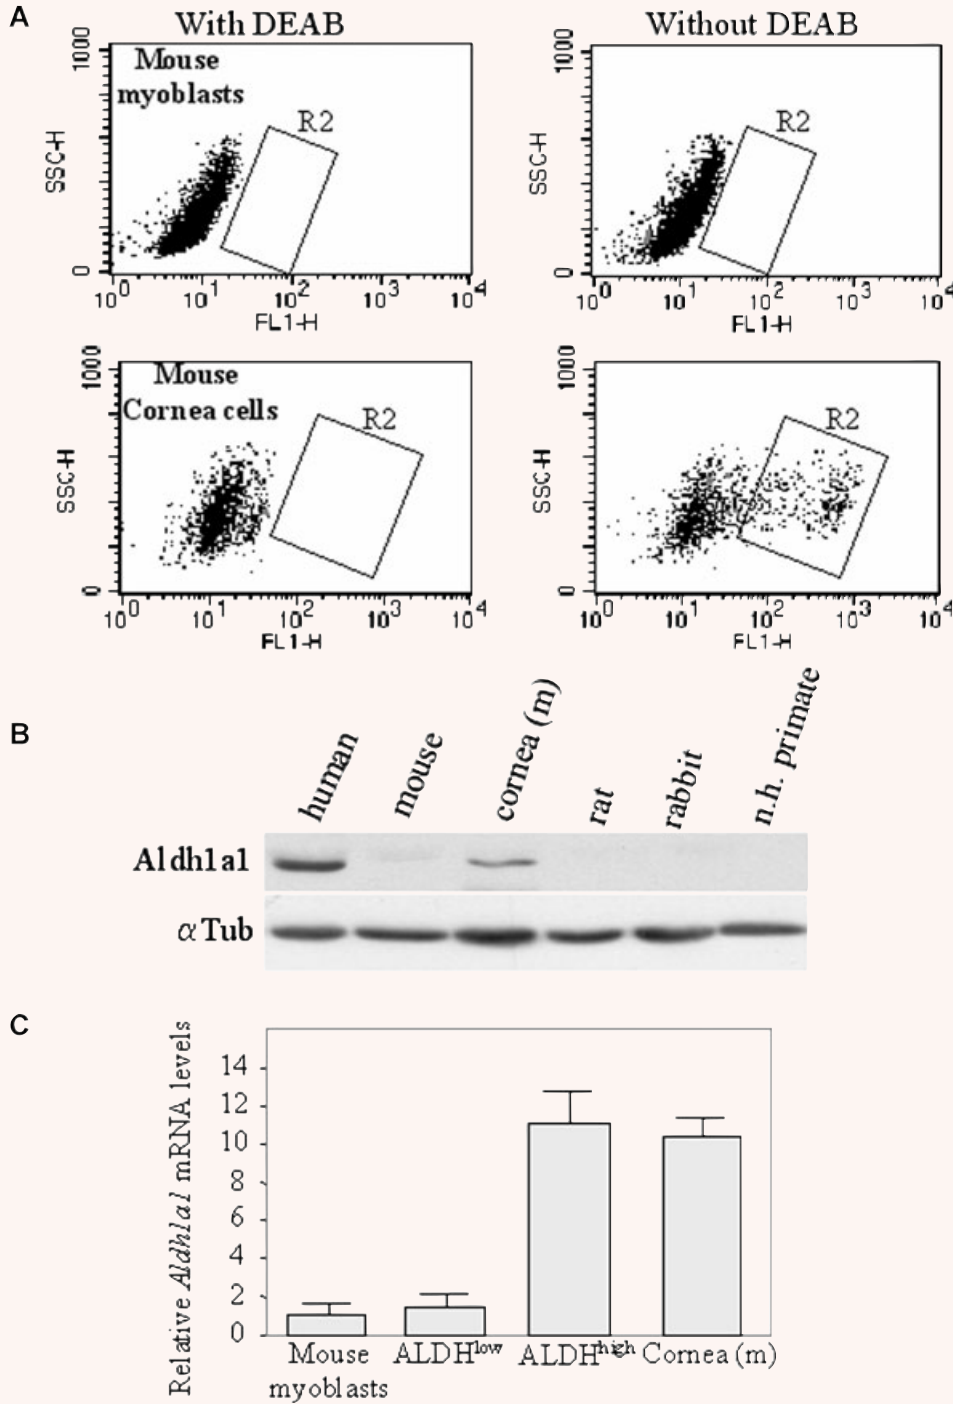 A
With DEAB
Without DEAB
Mouse
myoblasts
R2
SSC-H
1000
0
10^0 10^1 10^2 10^3 10^4
FL1-H
R2
SSC-H
1000
0
10^0 10^1 10^2 10^3 10^4
FL1-H
Mouse
Cornea cells
R2
SSC-H
1000
0
10^0 10^1 10^2 10^3 10^4
FL1-H
R2
SSC-H
1000
0
10^0 10^1 10^2 10^3 10^4
FL1-H
B
human
mouse
cornea (m)
rat
rabbit
n.h. primate
Aldh1a1
αTub
C
Relative Aldh1a1 mRNA levels
14
12
10
8
6
4
2
0
Mouse myoblasts
ALDH^low
ALDH^high
Cornea (m)